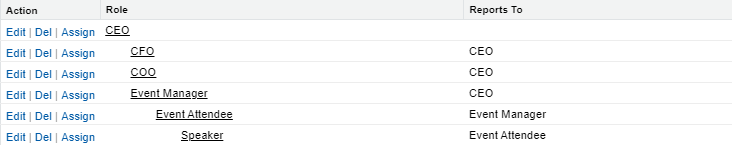 Action Role Reports To
Edit | Del | Assign CEO
Edit | Del | Assign CFO CEO
Edit | Del | Assign COO CEO
Edit | Del | Assign Event Manager CEO
Edit | Del | Assign Event Attendee Event Manager
Edit | Del | Assign Speaker Event Attendee